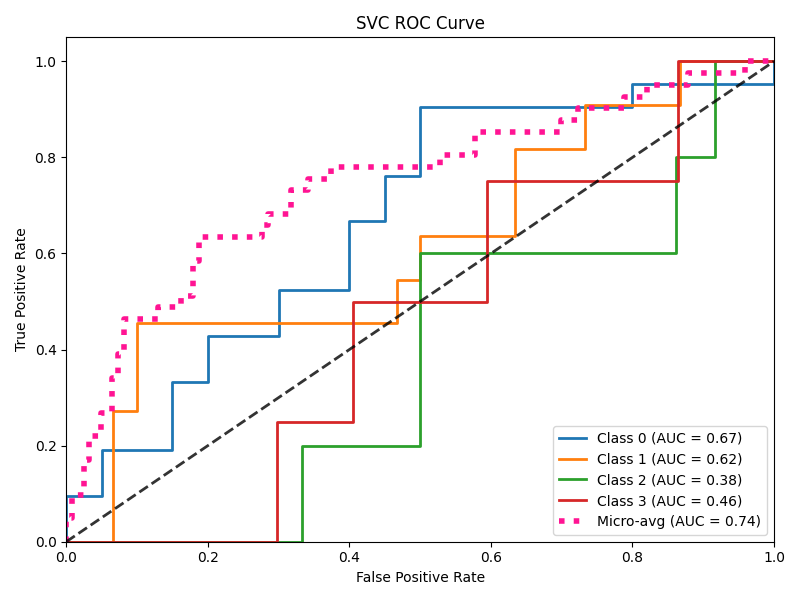 SVC ROC Curve
True Positive Rate
1.0
0.8
0.6
0.4
0.2
0.0
0.0 0.2 0.4 0.6 0.8 1.0
False Positive Rate
Class 0 (AUC = 0.67)
Class 1 (AUC = 0.62)
Class 2 (AUC = 0.38)
Class 3 (AUC = 0.46)
Micro-avg (AUC = 0.74)